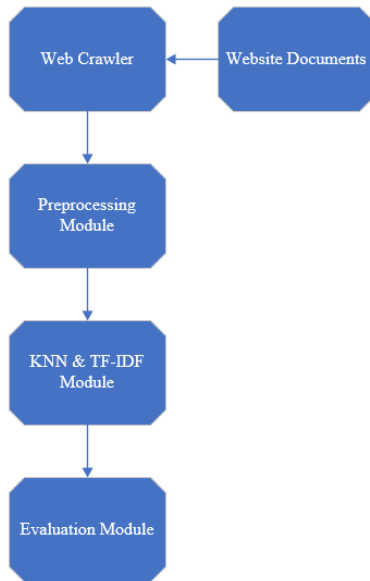 Web Crawler
Website Documents
Preprocessing
Module
KNN & TF-IDF
Module
Evaluation Module